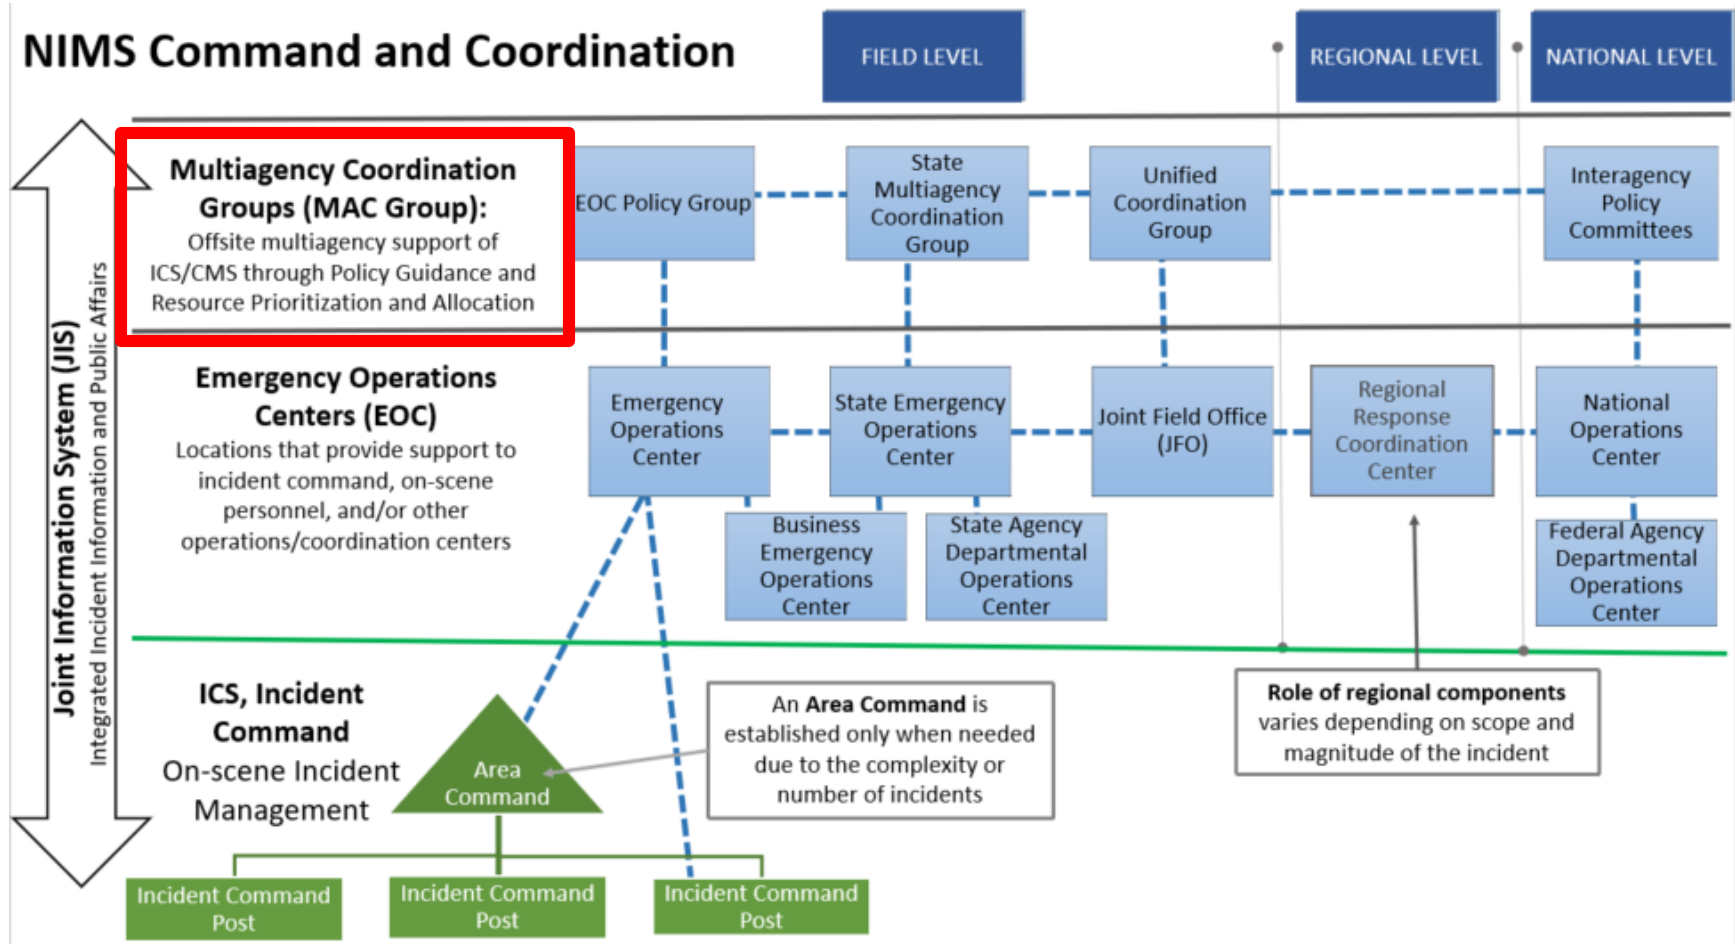 NIMS Command and Coordination
FIELD LEVEL
REGIONAL LEVEL
NATIONAL LEVEL
Joint Information System (JIS)
Integrated Incident Information and Public Affairs
Multiagency Coordination
Groups (MAC Group):
Offsite multiagency support of
ICS/CMS through Policy Guidance and
Resource Prioritization and Allocation
EOC Policy Group
State
Multiagency
Coordination
Group
Unified
Coordination
Group
Interagency
Policy
Committees
Emergency Operations
Centers (EOC)
Locations that provide support to
incident command, on-scene
personnel, and/or other
operations/coordination centers
Emergency
Operations
Center
State Emergency
Operations
Center
Joint Field Office
(JFO)
Regional
Response
Coordination
Center
National
Operations
Center
Business
Emergency
Operations
Center
State Agency
Departmental
Operations
Center
Federal Agency
Departmental
Operations
Center
ICS, Incident
Command
On-scene Incident
Management
Area
Command
An Area Command is
established only when needed
due to the complexity or
number of incidents
Role of regional components
varies depending on scope and
magnitude of the incident
Incident Command
Post
Incident Command
Post
Incident Command
Post